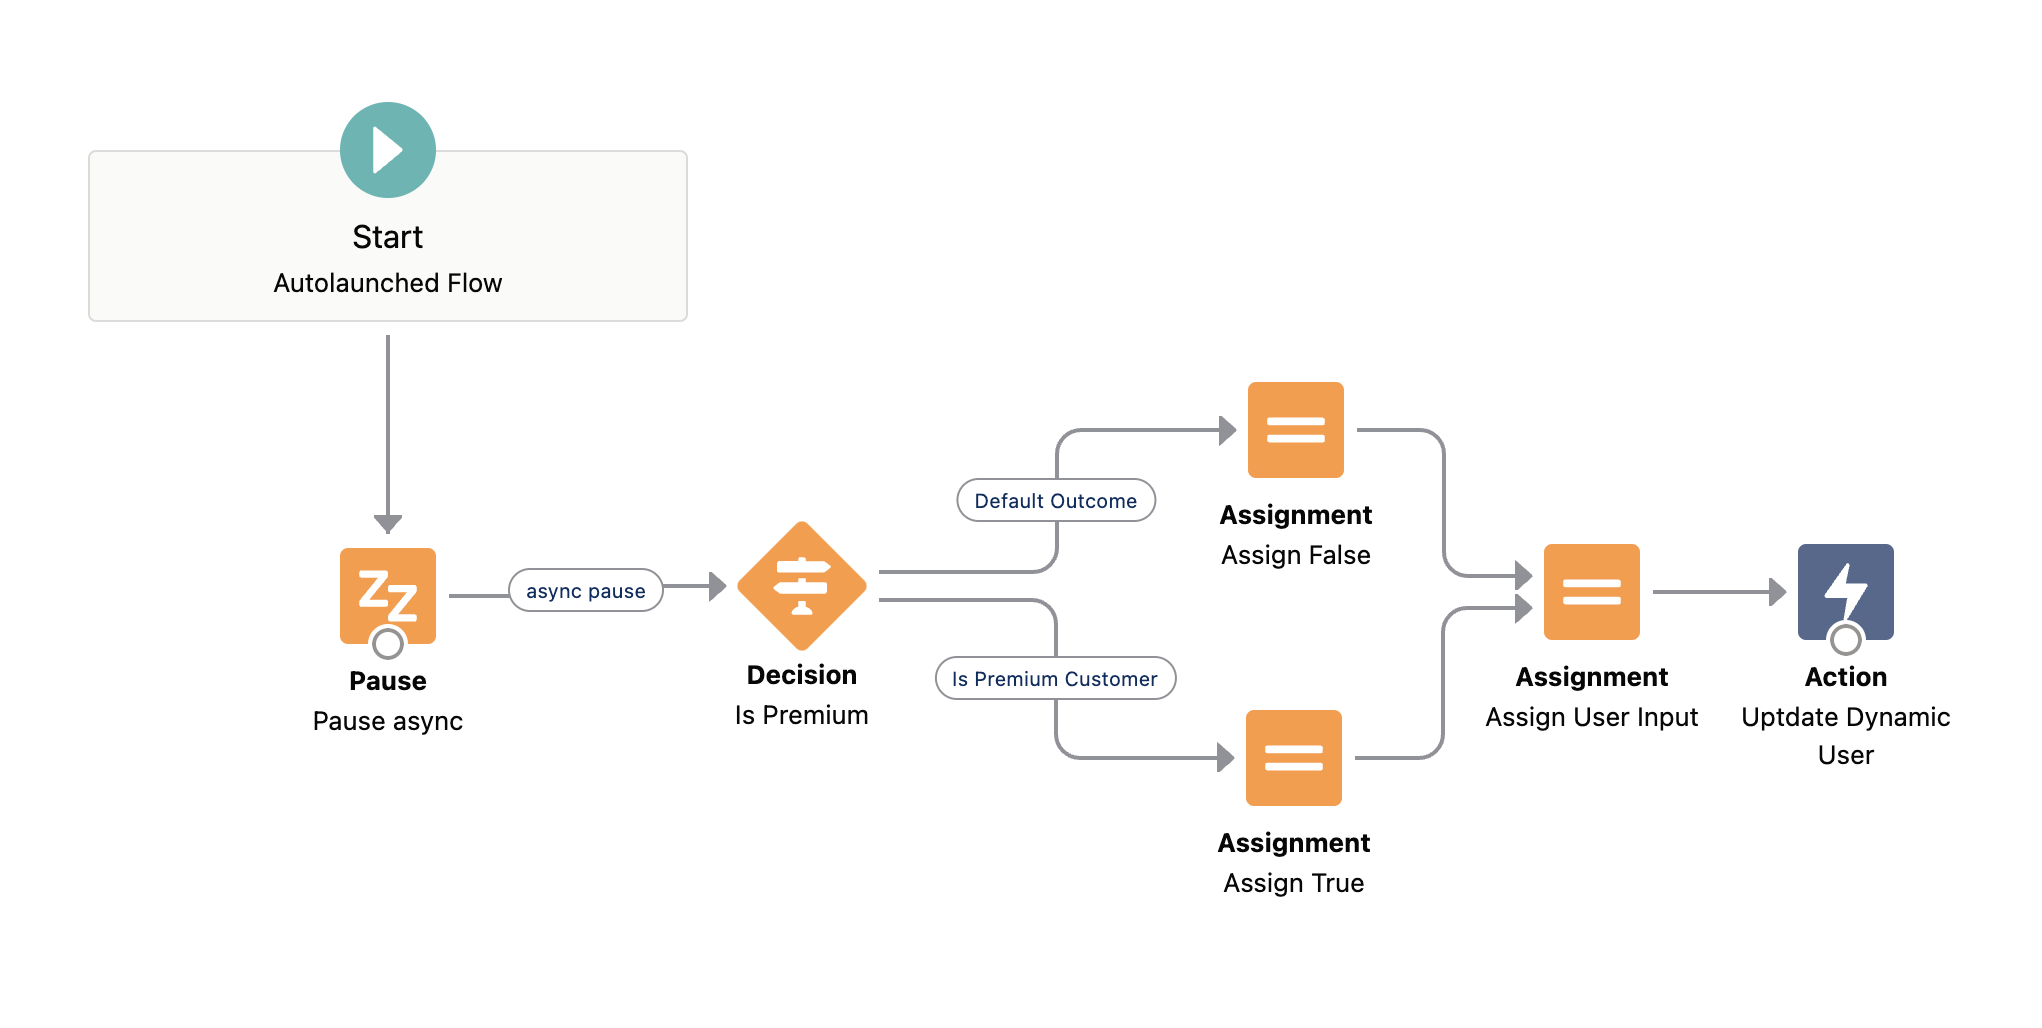 Start
Autolaunched Flow
Pause
Pause async
async pause
Decision
Is Premium
Default Outcome
Is Premium Customer
Assignment
Assign False
Assignment
Assign True
Assignment
Assign User Input
Action
Uptdate Dynamic
User